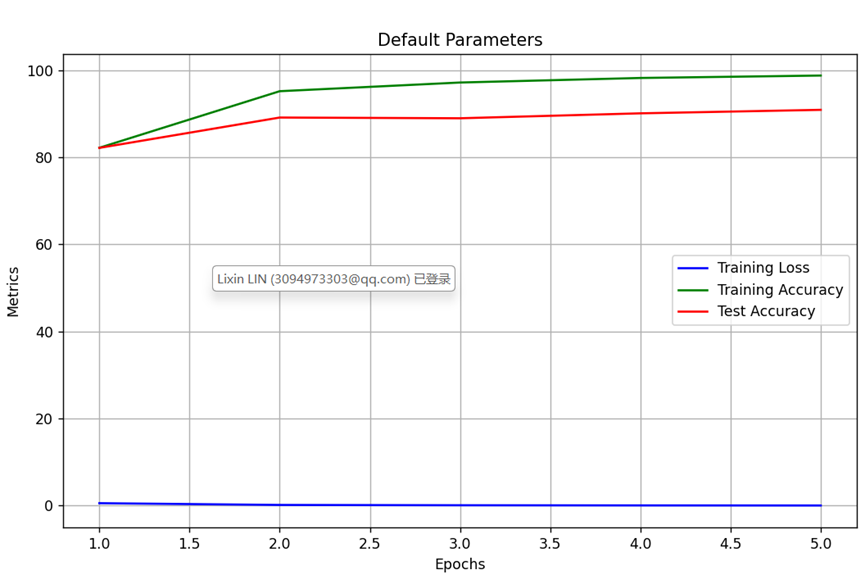 Default Parameters
Metrics
100
80
60
40
20
0
Lixin LIN (3094973303@qq.com) 已登录
Training Loss
Training Accuracy
Test Accuracy
1.0 1.5 2.0 2.5 3.0 3.5 4.0 4.5 5.0
Epochs